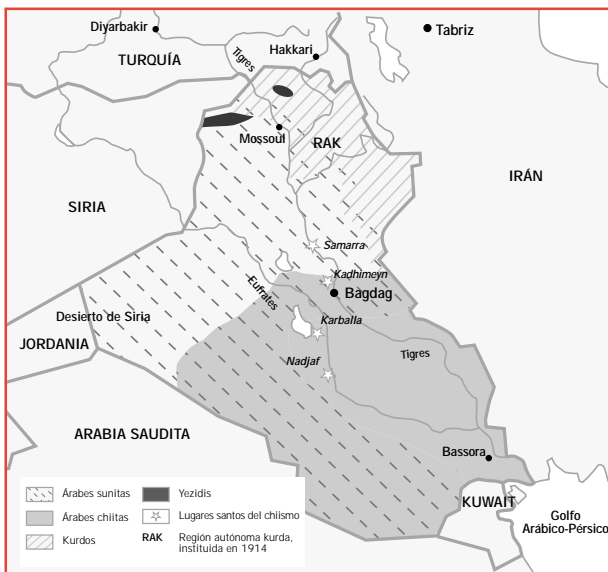 Diyarbakir
Tabriz
Hakkari
TURQUÍA
Tigres
Mossoul
RAK
IRÁN
SIRIA
Samarra
Kadhimeyn
Bagdag
Eufrates
Desierto de Siria
Karballa
JORDANIA
Tigres
Nadjaf
ARABIA SAUDITA
Bassora
KUWAIT
Golfo
Arábico-Pérsico
Árabes sunitas
Árabes chiitas
Kurdos
Yezidis
Lugares santos del chiismo
RAK Región autónoma kurda,
instituida en 1914